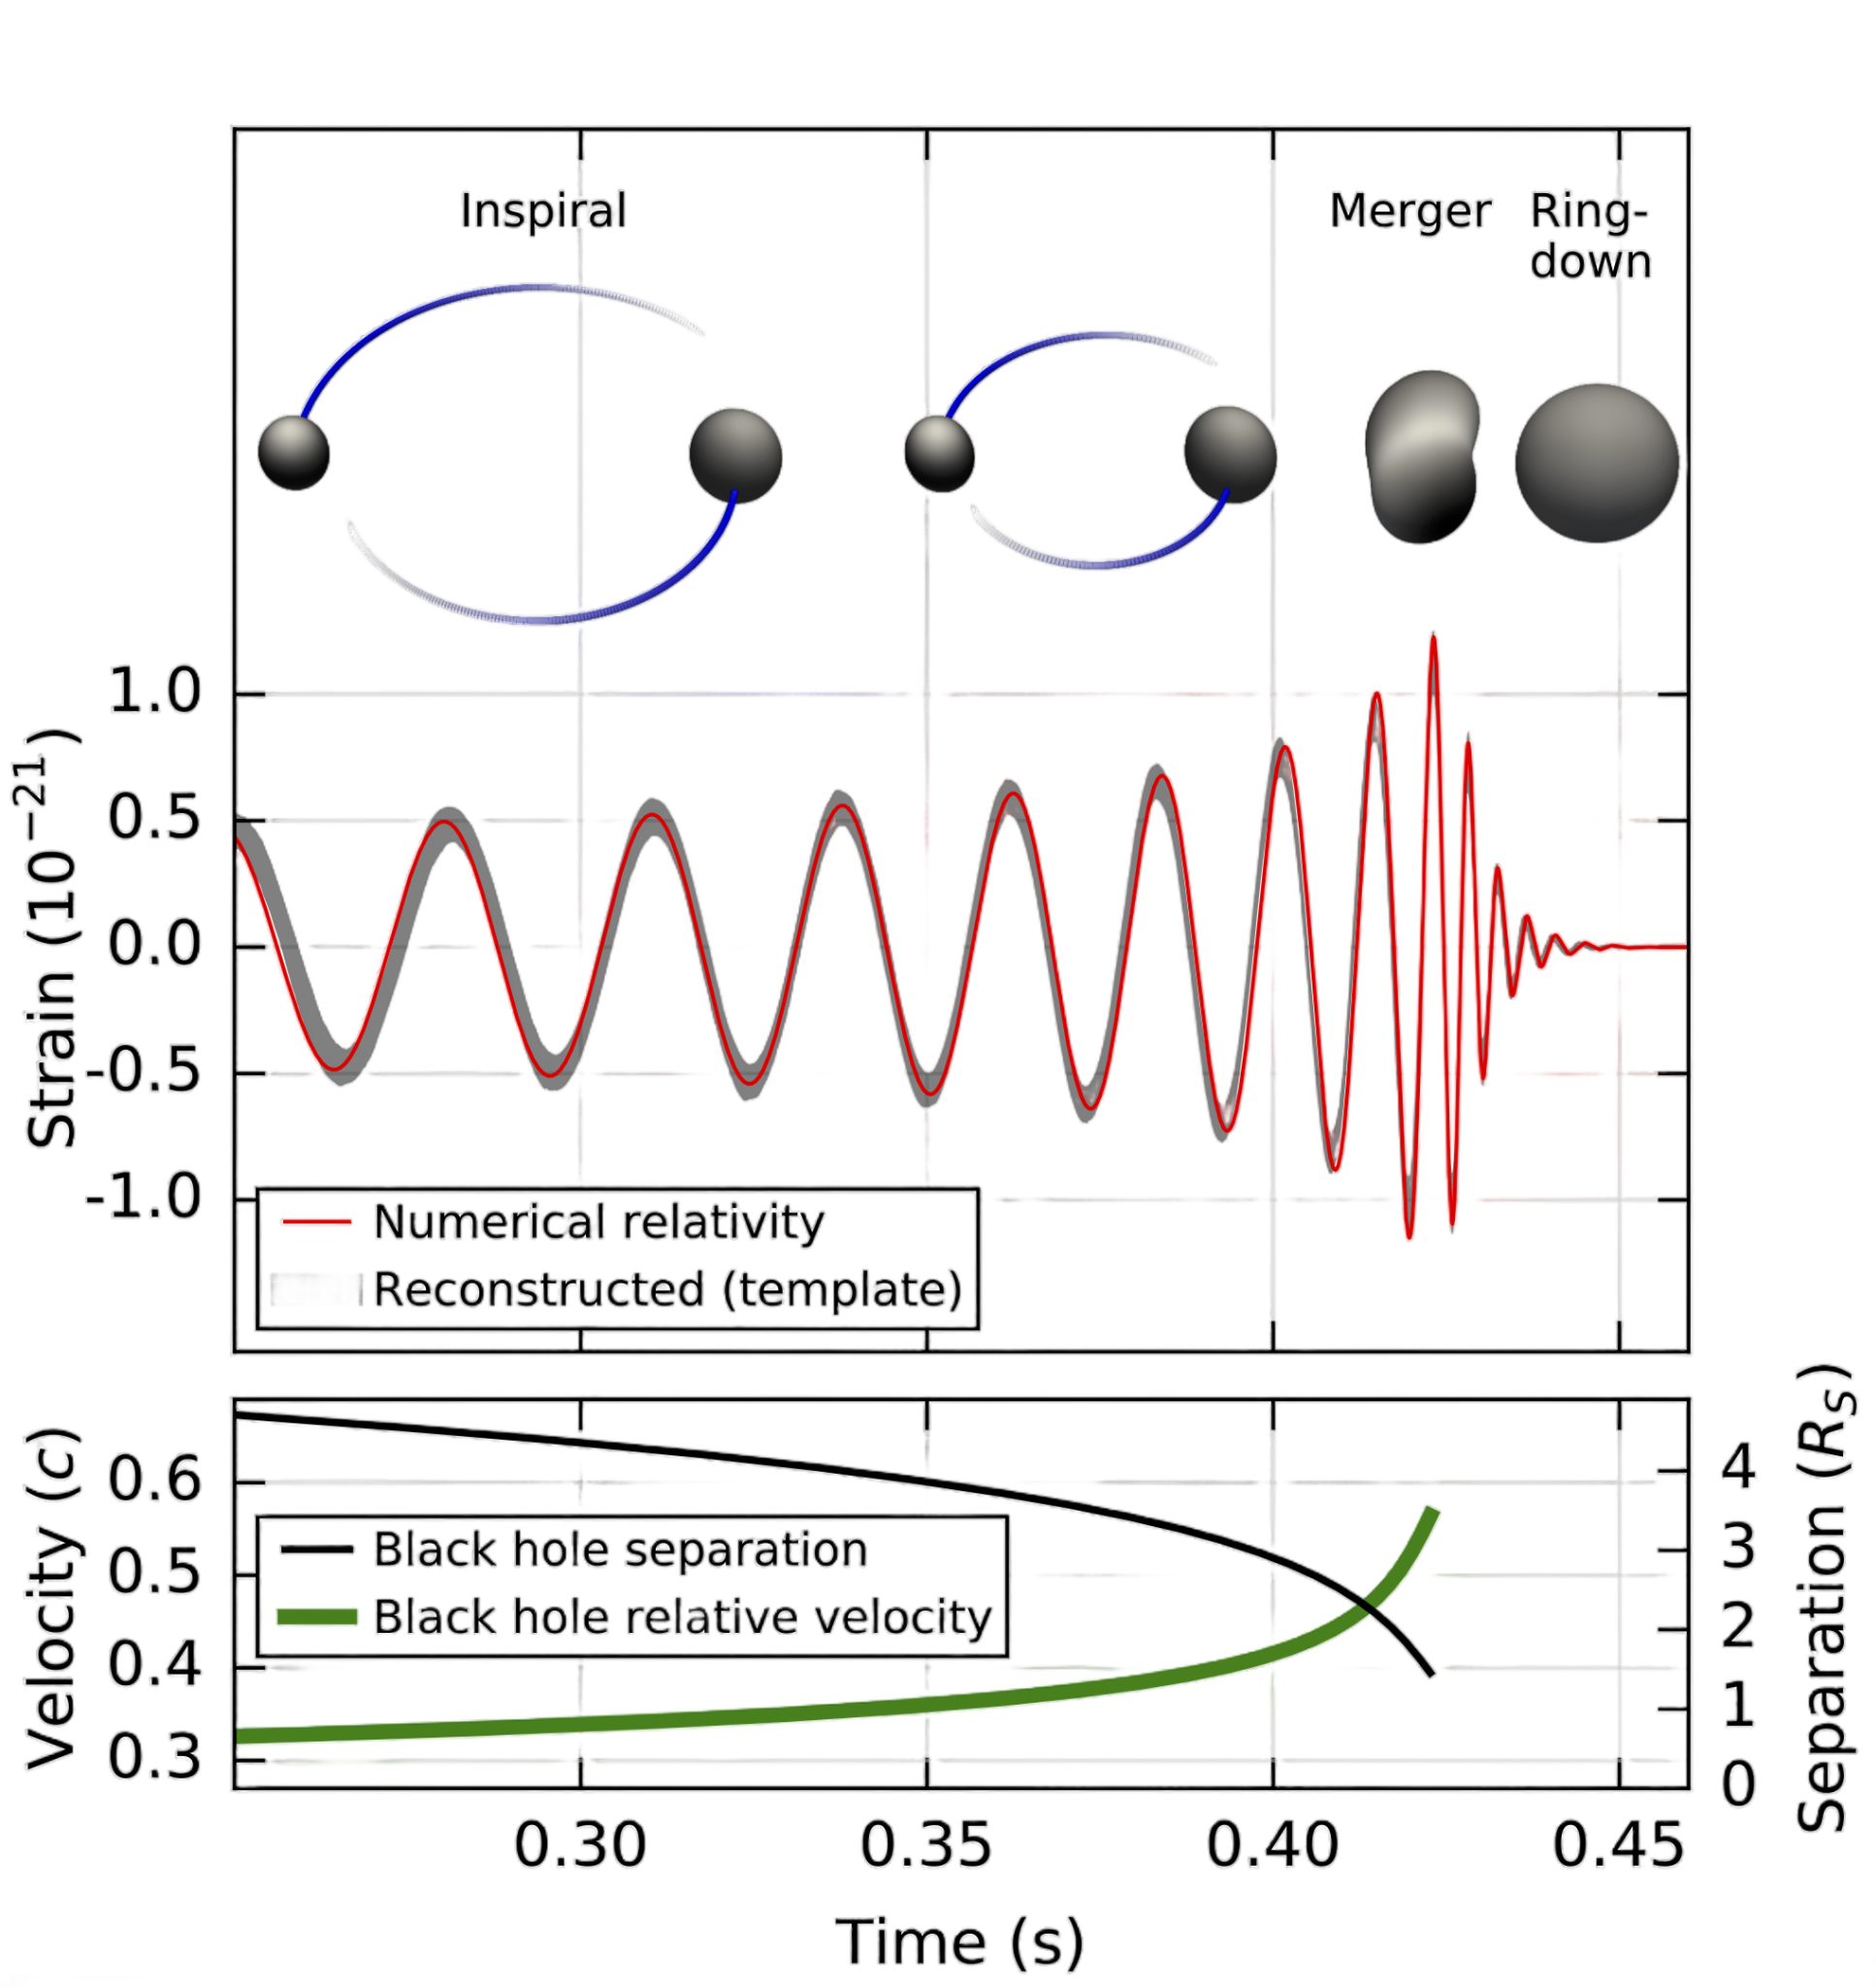 Inspiral
Merger
Ring-
down
Strain (10⁻²¹)
1.0
0.5
0.0
-0.5
-1.0
Numerical relativity
Reconstructed (template)
Velocity (c)
0.6
0.5
0.4
0.3
Black hole separation
Black hole relative velocity
Separation (R_S)
4
3
2
1
0
0.30 0.35 0.40 0.45
Time (s)